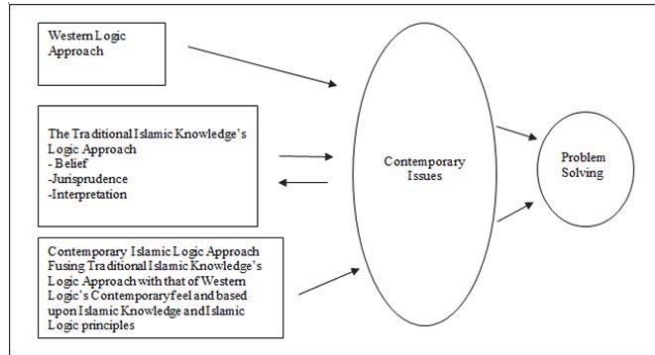 Western Logic
Approach
The Traditional Islamic Knowledge's
Logic Approach
- Belief
-Jurisprudence
-Interpretation
Contemporary Islamic Logic Approach
Fusing Traditional Islamic Knowledge's
Logic Approach with that of Western
Logic's Contemporary feel and based
upon Islamic Knowledge and Islamic
Logic principles
Contemporary
Issues
Problem
Solving